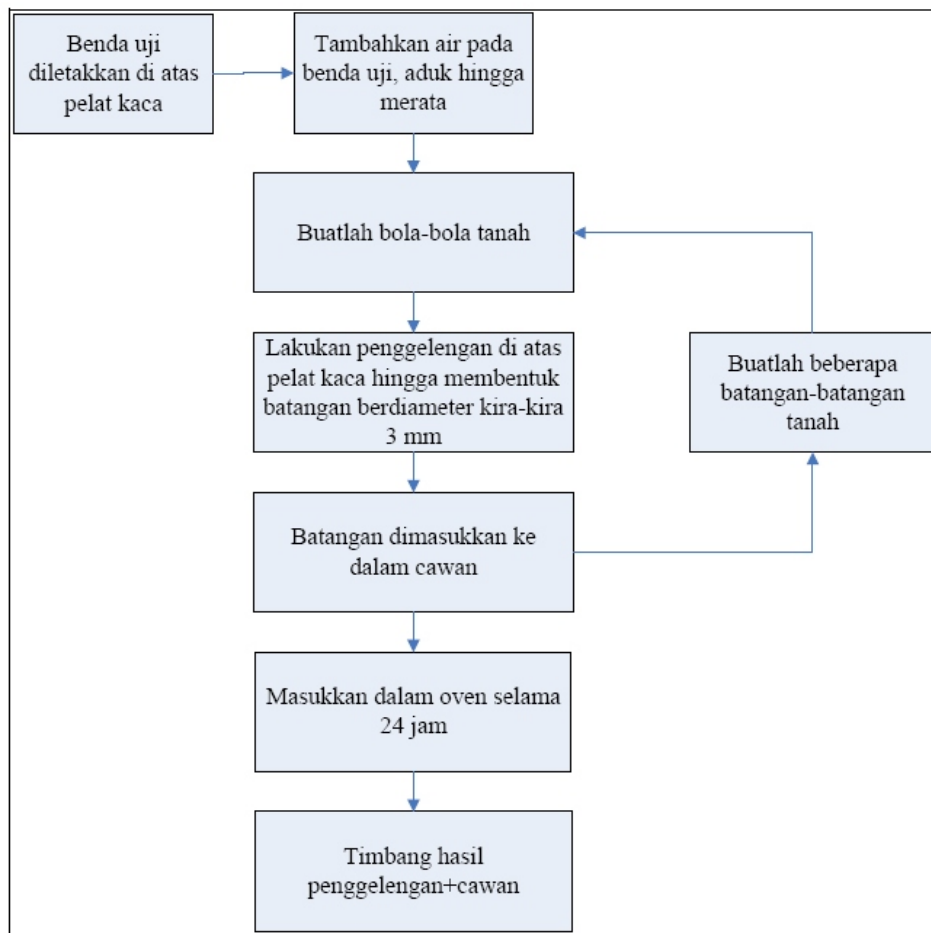 Benda uji
diletakkan di atas
pelat kaca
Tambahkan air pada
benda uji, aduk hingga
merata
Buatlah bola-bola tanah
Lakukan penggelengan di atas
pelat kaca hingga membentuk
batangan berdiameter kira-kira
3 mm
Buatlah beberapa
batangan-batangan
tanah
Batangan dimasukkan ke
dalam cawan
Masukkan dalam oven selama
24 jam
Timbang hasil
penggelengan+cawan